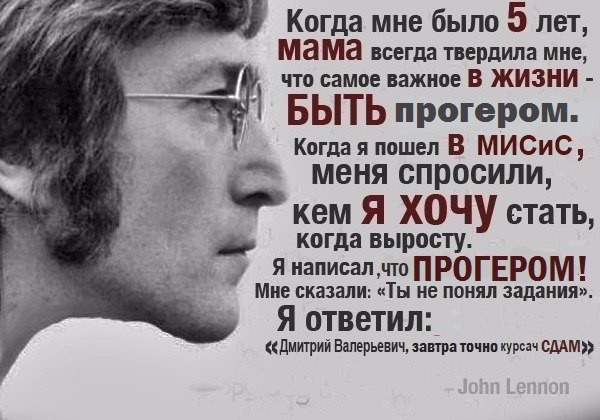 Когда мне было 5 лет,
мама всегда твердила мне,
что самое важное в жизни -
БЫТЬ прогером.
Когда я пошел в МИСиС,
меня спросили,
кем я хочу стать,
когда вырасту.
Я написал, что ПРОГЕРОМ!
Мне сказали: «Ты не понял задания».
Я ответил:
«Дмитрий Валерьевич, завтра точно курсач СДАМ»
- John Lennon